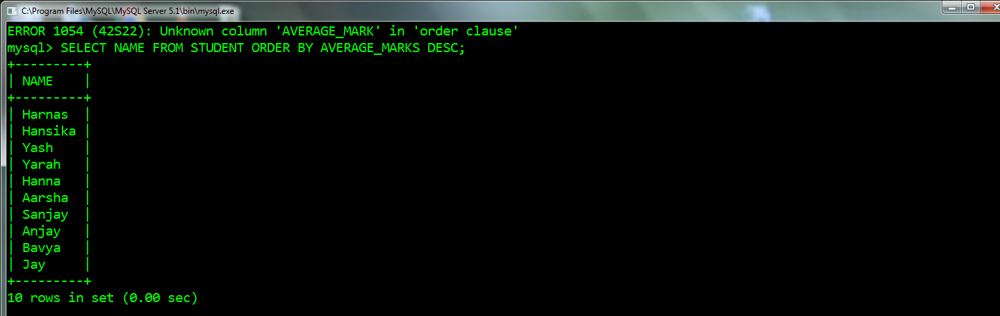 C:\Program Files\MySQL\MySQL Server 5.1\bin\mysql.exe
ERROR 1054 (42S22): Unknown column 'AVERAGE_MARK' in 'order clause'
mysql> SELECT NAME FROM STUDENT ORDER BY AVERAGE_MARKS DESC;
+---------+
| NAME    |
+---------+
| Harnas  |
| Hansika |
| Yash    |
| Yarah   |
| Hanna   |
| Aarsha  |
| Sanjay  |
| Anjay   |
| Bavya   |
| Jay     |
+---------+
10 rows in set (0.00 sec)